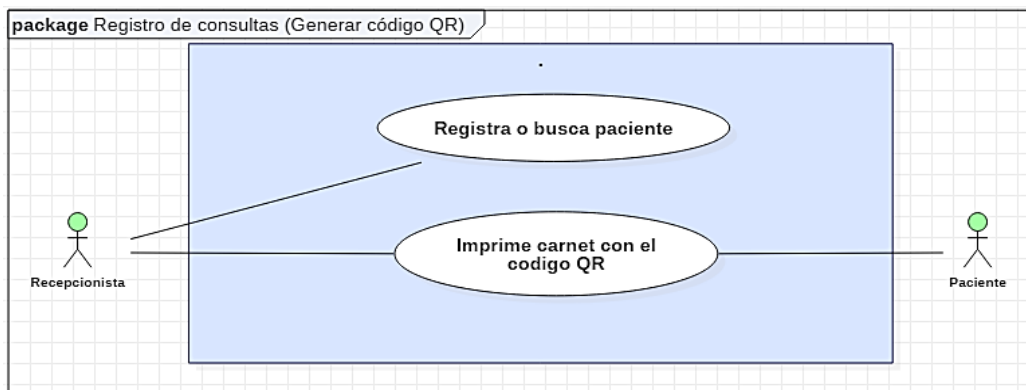 package Registro de consultas (Generar código QR)
.
Registra o busca paciente
Imprime carnet con el
codigo QR
Recepcionista
Paciente